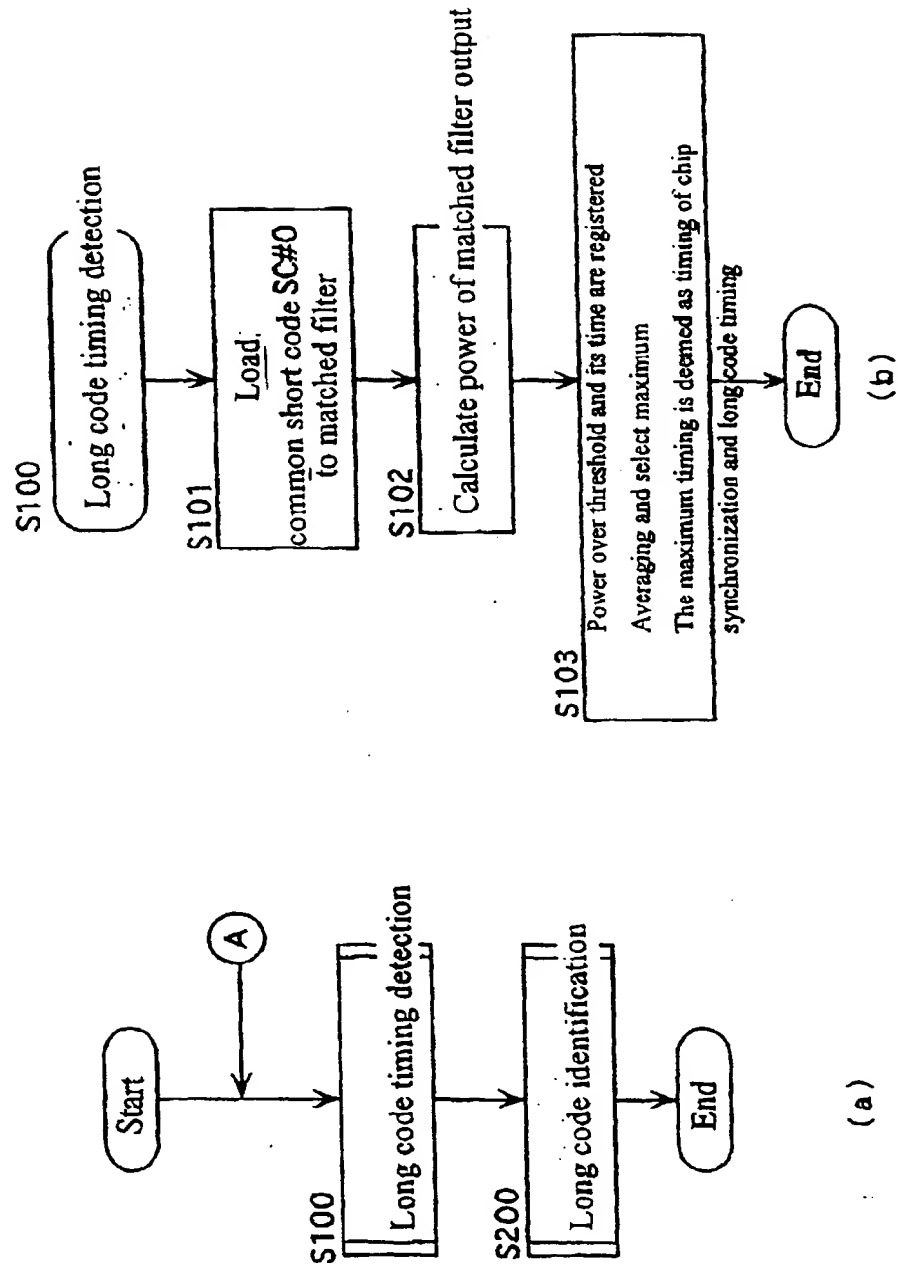 Start
A
S100
Long code timing detection
S200
Long code identification
End
(a)
S100
Long code timing detection
S101
Load
common short code SC#0
to matched filter
S102
Calculate power of matched filter output
S103
Power over threshold and its time are registered
Averaging and select maximum
The maximum timing is deemed as timing of chip
synchronization and long code timing
End
(b)